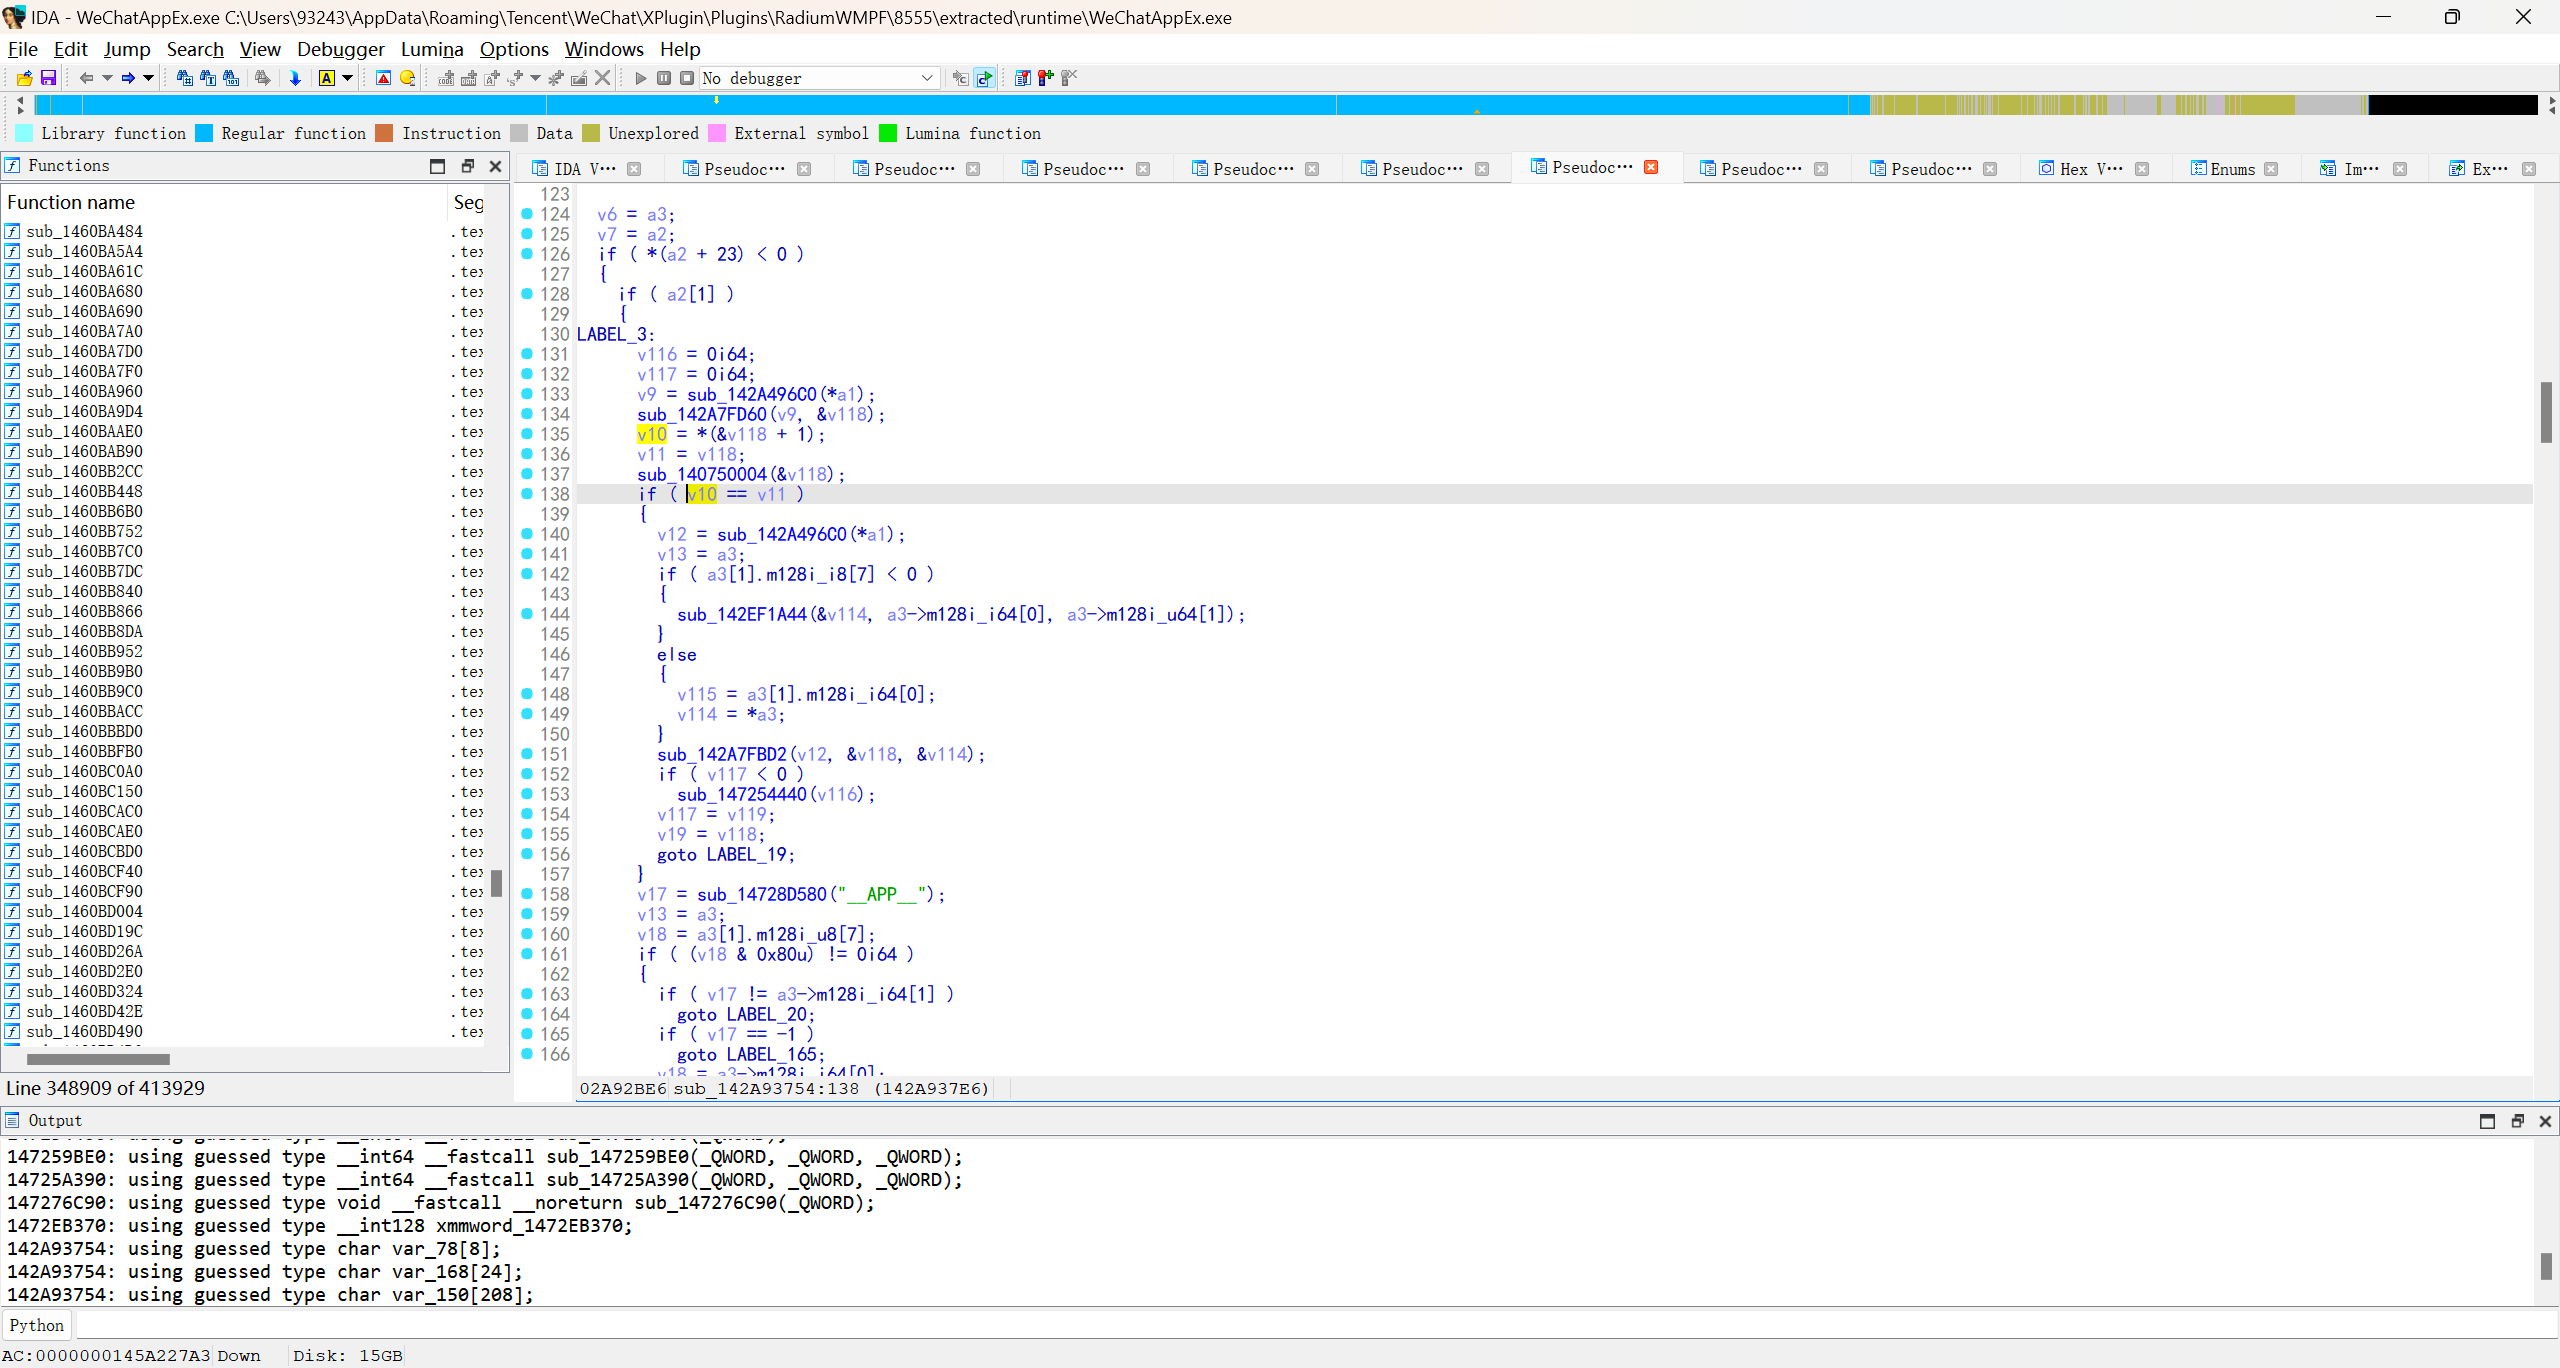 IDA - WeChatAppEx.exe C:\Users\93243\AppData\Roaming\Tencent\WeChat\XPlugin\Plugins\RadiumWMPF\8555\extracted\runtime\WeChatAppEx.exe
File Edit Jump Search View Debugger Lumina Options Windows Help
No debugger
Library function Regular function Instruction Data Unexplored External symbol Lumina function
Functions
IDA V··· Pseudoc··· Pseudoc··· Pseudoc··· Pseudoc··· Pseudoc··· Pseudoc··· Pseudoc··· Pseudoc··· Hex V··· Enums Im··· Ex···
Function name Seg
sub_1460BA484 .tex
sub_1460BA5A4 .tex
sub_1460BA61C .tex
sub_1460BA680 .tex
sub_1460BA690 .tex
sub_1460BA7A0 .tex
sub_1460BA7D0 .tex
sub_1460BA7F0 .tex
sub_1460BA960 .tex
sub_1460BA9D4 .tex
sub_1460BAAE0 .tex
sub_1460BAB90 .tex
sub_1460BB2CC .tex
sub_1460BB448 .tex
sub_1460BB6B0 .tex
sub_1460BB752 .tex
sub_1460BB7C0 .tex
sub_1460BB7DC .tex
sub_1460BB840 .tex
sub_1460BB866 .tex
sub_1460BB8DA .tex
sub_1460BB952 .tex
sub_1460BB9B0 .tex
sub_1460BB9C0 .tex
sub_1460BBACC .tex
sub_1460BBBD0 .tex
sub_1460BBFB0 .tex
sub_1460BC0A0 .tex
sub_1460BC150 .tex
sub_1460BCAC0 .tex
sub_1460BCAE0 .tex
sub_1460BCBD0 .tex
sub_1460BCF40 .tex
sub_1460BCF90 .tex
sub_1460BD004 .tex
sub_1460BD19C .tex
sub_1460BD26A .tex
sub_1460BD2E0 .tex
sub_1460BD324 .tex
sub_1460BD42E .tex
sub_1460BD490 .tex
Line 348909 of 413929
123
124 v6 = a3;
125 v7 = a2;
126 if ( *(a2 + 23) < 0 )
127 {
128 if ( a2[1] )
129 {
130 LABEL_3:
131 v116 = 0i64;
132 v117 = 0i64;
133 v9 = sub_142A496C0(*a1);
134 sub_142A7FD60(v9, &v118);
135 v10 = *(&v118 + 1);
136 v11 = v118;
137 sub_140750004(&v118);
138 if ( v10 == v11 )
139 {
140 v12 = sub_142A496C0(*a1);
141 v13 = a3;
142 if ( a3[1].m128i_i8[7] < 0 )
143 {
144 sub_142EF1A44(&v114, a3->m128i_i64[0], a3->m128i_u64[1]);
145 }
146 else
147 {
148 v115 = a3[1].m128i_i64[0];
149 v114 = *a3;
150 }
151 sub_142A7FBD2(v12, &v118, &v114);
152 if ( v117 < 0 )
153 sub_147254440(v116);
154 v117 = v119;
155 v19 = v118;
156 goto LABEL_19;
157 }
158 v17 = sub_14728D580("__APP__");
159 v13 = a3;
160 v18 = a3[1].m128i_u8[7];
161 if ( (v18 & 0x80u) != 0i64 )
162 {
163 if ( v17 != a3->m128i_i64[1] )
164 goto LABEL_20;
165 if ( v17 == -1 )
166 goto LABEL_165;
v18 = a3->m128i_i64[0];
02A92BE6 sub_142A93754:138 (142A937E6)
Output
147259BE0: using guessed type __int64 __fastcall sub_147259BE0(_QWORD, _QWORD, _QWORD);
14725A390: using guessed type __int64 __fastcall sub_14725A390(_QWORD, _QWORD, _QWORD);
147276C90: using guessed type void __fastcall __noreturn sub_147276C90(_QWORD);
1472EB370: using guessed type __int128 xmmword_1472EB370;
142A93754: using guessed type char var_78[8];
142A93754: using guessed type char var_168[24];
142A93754: using guessed type char var_150[208];
Python
AC:0000000145A227A3 Down Disk: 15GB